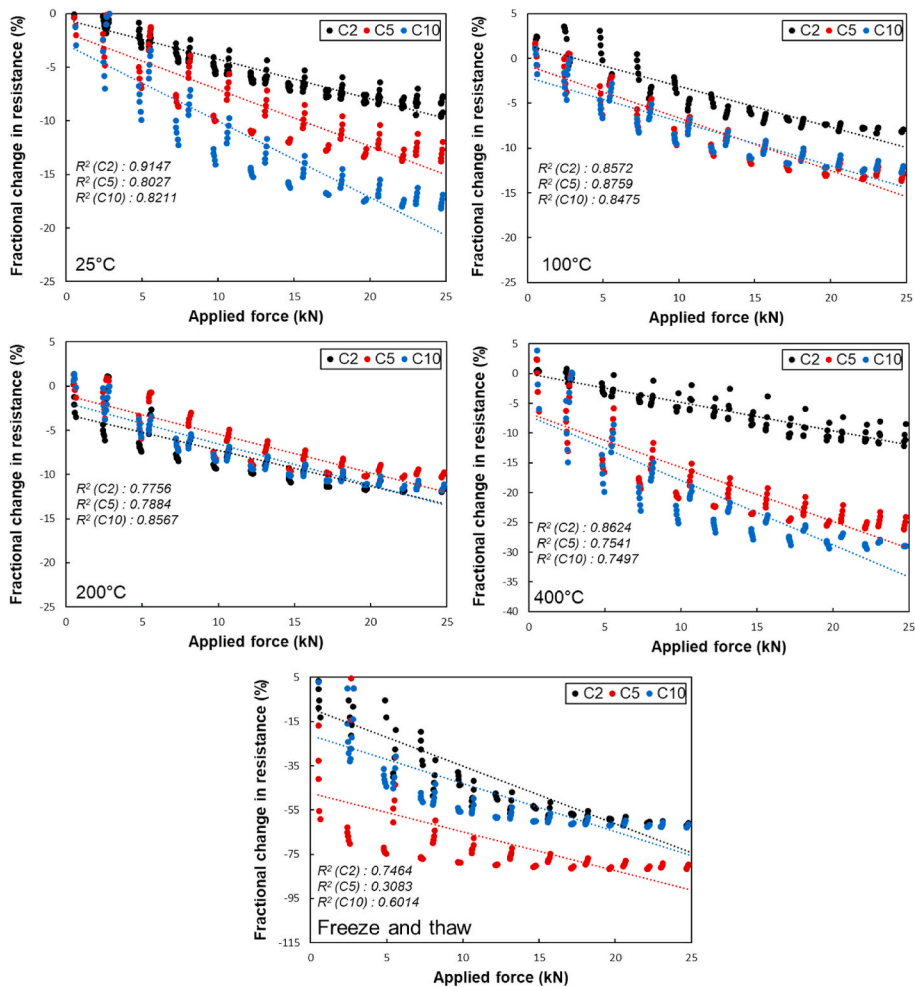 C2 C5 C10
Fractional change in resistance (%)
0
-5
-10
-15
-20
-25
R² (C2) : 0.9147
R² (C5) : 0.8027
R² (C10) : 0.8211
25°C
0 5 10 15 20 25
Applied force (kN)
C2 C5 C10
Fractional change in resistance (%)
5
0
-5
-10
-15
-20
-25
R² (C2) : 0.8572
R² (C5) : 0.8759
R² (C10) : 0.8475
100°C
0 5 10 15 20 25
Applied force (kN)
C2 C5 C10
Fractional change in resistance (%)
5
0
-5
-10
-15
-20
-25
R² (C2) : 0.7756
R² (C5) : 0.7884
R² (C10) : 0.8567
200°C
0 5 10 15 20 25
Applied force (kN)
C2 C5 C10
Fractional change in resistance (%)
5
0
-5
-10
-15
-20
-25
-30
-35
-40
R² (C2) : 0.8624
R² (C5) : 0.7541
R² (C10) : 0.7497
400°C
0 5 10 15 20 25
Applied force (kN)
C2 C5 C10
Fractional change in resistance (%)
5
-15
-35
-55
-75
-95
-115
R² (C2) : 0.7464
R² (C5) : 0.3083
R² (C10) : 0.6014
Freeze and thaw
0 5 10 15 20 25
Applied force (kN)